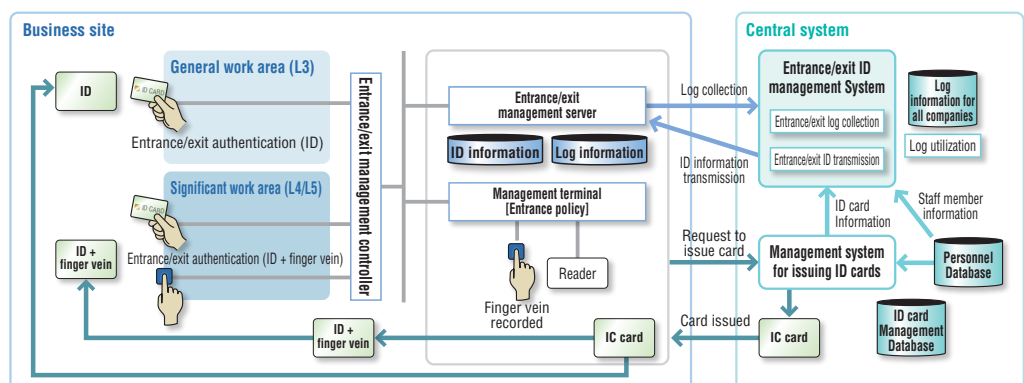 Business site
Central system
General work area (L3)
ID
ID CARD
Entrance/exit authentication (ID)
Significant work area (L4/L5)
ID CARD
ID +
finger vein
Entrance/exit authentication (ID + finger vein)
Entrance/exit management controller
Entrance/exit
management server
ID information
Log information
Management terminal
[Entrance policy]
Reader
Finger vein
recorded
ID +
finger vein
IC card
Log collection
ID information
transmission
Request to
issue card
Card issued
Entrance/exit ID
management System
Entrance/exit log collection
Entrance/exit ID transmission
Log
information for
all companies
Log utilization
ID card
Information
Staff member
information
Management system
for issuing ID cards
Personnel
Database
IC card
ID card
Management
Database